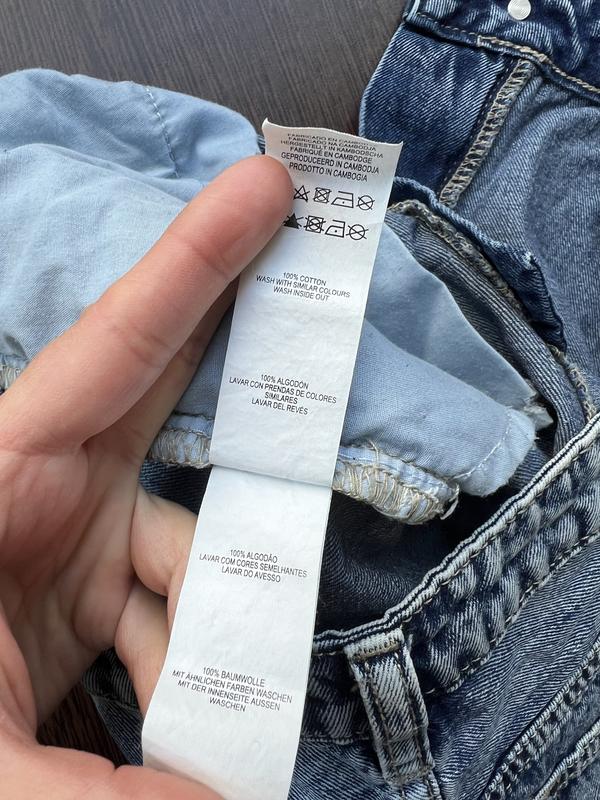 FABRICADO EN CAMBOYA
FABRICADO NA CAMBOJA
HERGESTELLT IN KAMBODSCHA
FABRIQUÉ EN CAMBODGE
GEPRODUCEERD IN CAMBODJA
PRODOTTO IN CAMBOGIA
100% COTTON
WASH WITH SIMILAR COLOURS
WASH INSIDE OUT
100% ALGODÓN
LAVAR CON PRENDAS DE COLORES
SIMILARES
LAVAR DEL REVÉS
100% ALGODÃO
LAVAR COM CORES SEMELHANTES
LAVAR DO AVESSO
100% BAUMWOLLE
MIT ÄHNLICHEN FARBEN WASCHEN
MIT DER INNENSEITE AUSSEN
WASCHEN